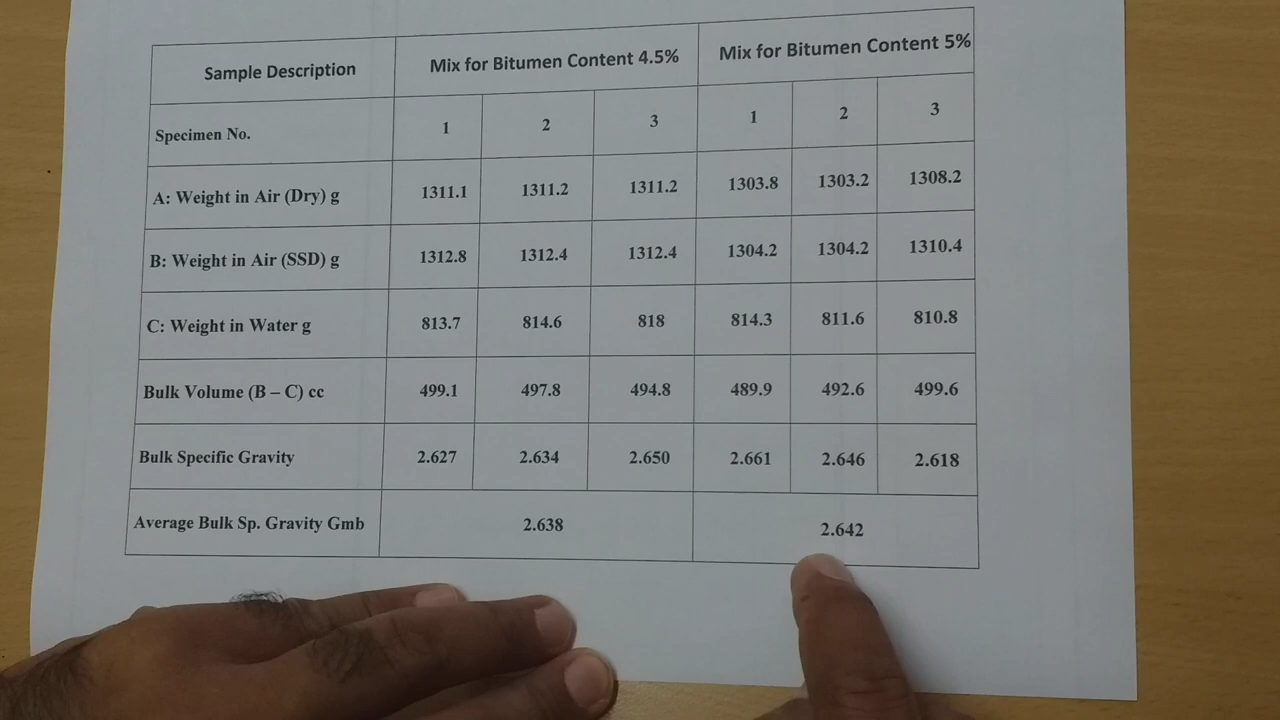 Sample Description Mix for Bitumen Content 4.5% Mix for Bitumen Content 5%
Specimen No. 1 2 3 1 2 3
A: Weight in Air (Dry) g 1311.1 1311.2 1311.2 1303.8 1303.2 1308.2
B: Weight in Air (SSD) g 1312.8 1312.4 1312.4 1304.2 1304.2 1310.4
C: Weight in Water g 813.7 814.6 818 814.3 811.6 810.8
Bulk Volume (B – C) cc 499.1 497.8 494.8 489.9 492.6 499.6
Bulk Specific Gravity 2.627 2.634 2.650 2.661 2.646 2.618
Average Bulk Sp. Gravity Gmb 2.638 2.642